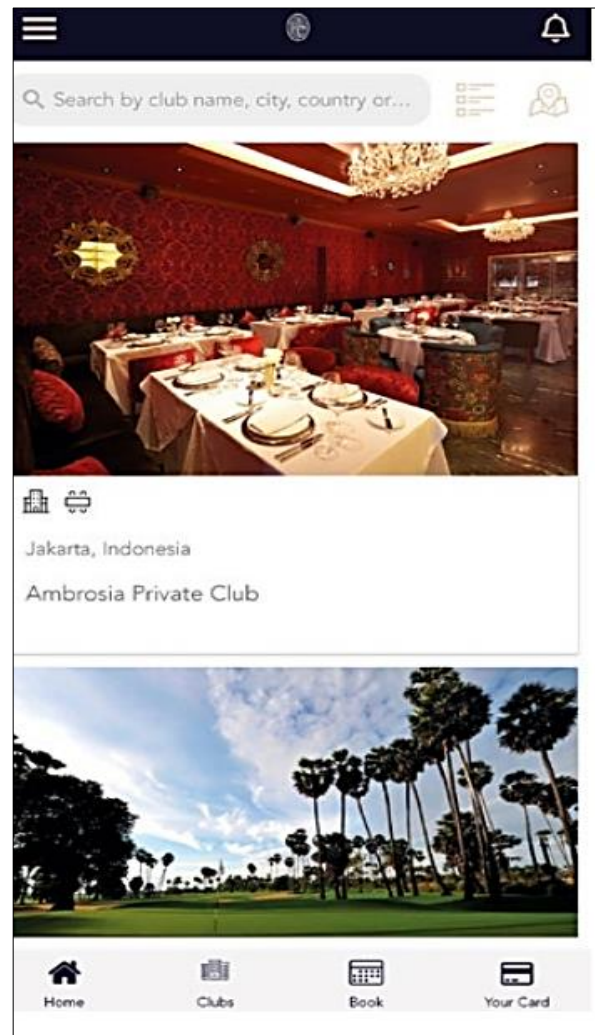 Search by club name, city, country or...
Jakarta, Indonesia
Ambrosia Private Club
Home
Clubs
Book
Your Card